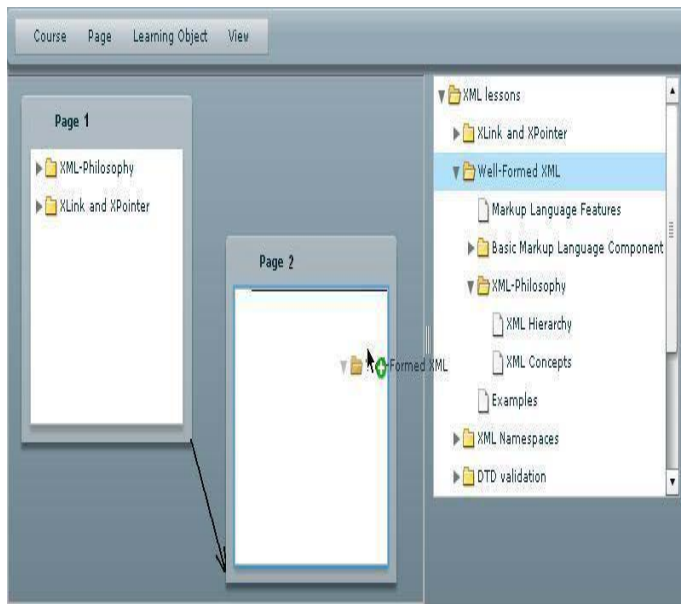 Course Page Learning Object View
Page 1
XML-Philosophy
XLink and XPointer
Page 2
-Formed XML
XML lessons
XLink and XPointer
Well-Formed XML
Markup Language Features
Basic Markup Language Component
XML-Philosophy
XML Hierarchy
XML Concepts
Examples
XML Namespaces
DTD validation